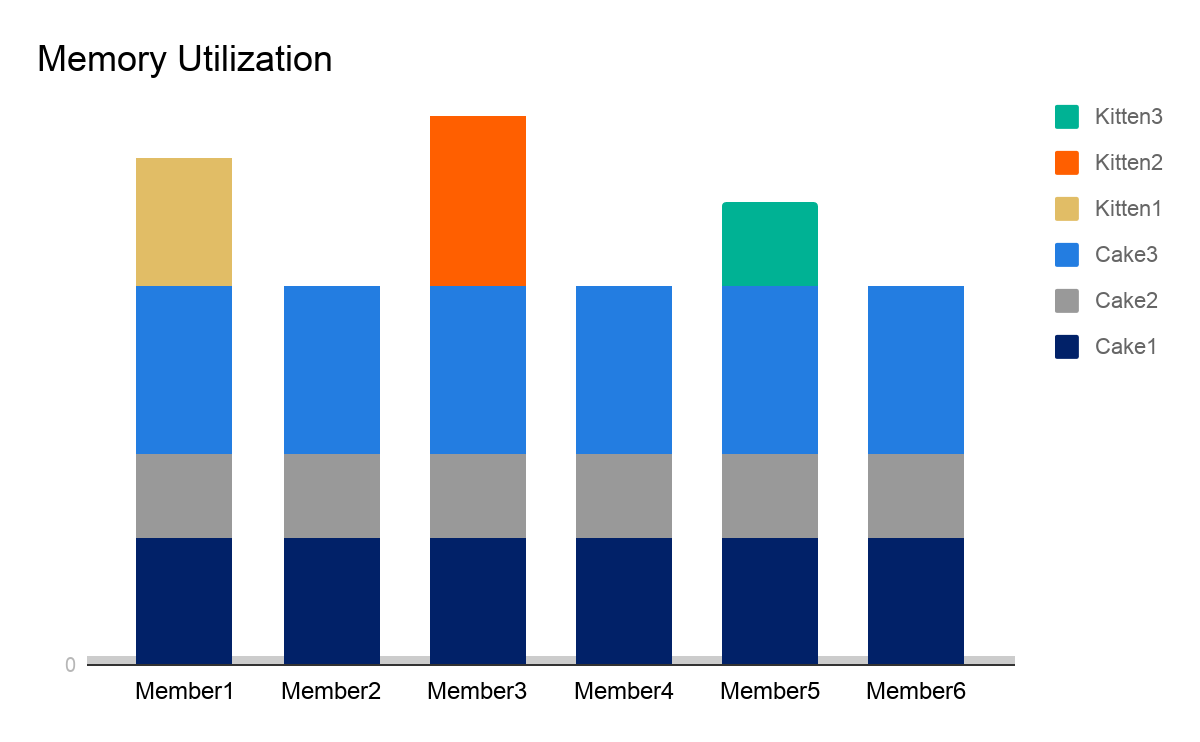 Memory Utilization
Kitten3
Kitten2
Kitten1
Cake3
Cake2
Cake1
0
Member1 Member2 Member3 Member4 Member5 Member6